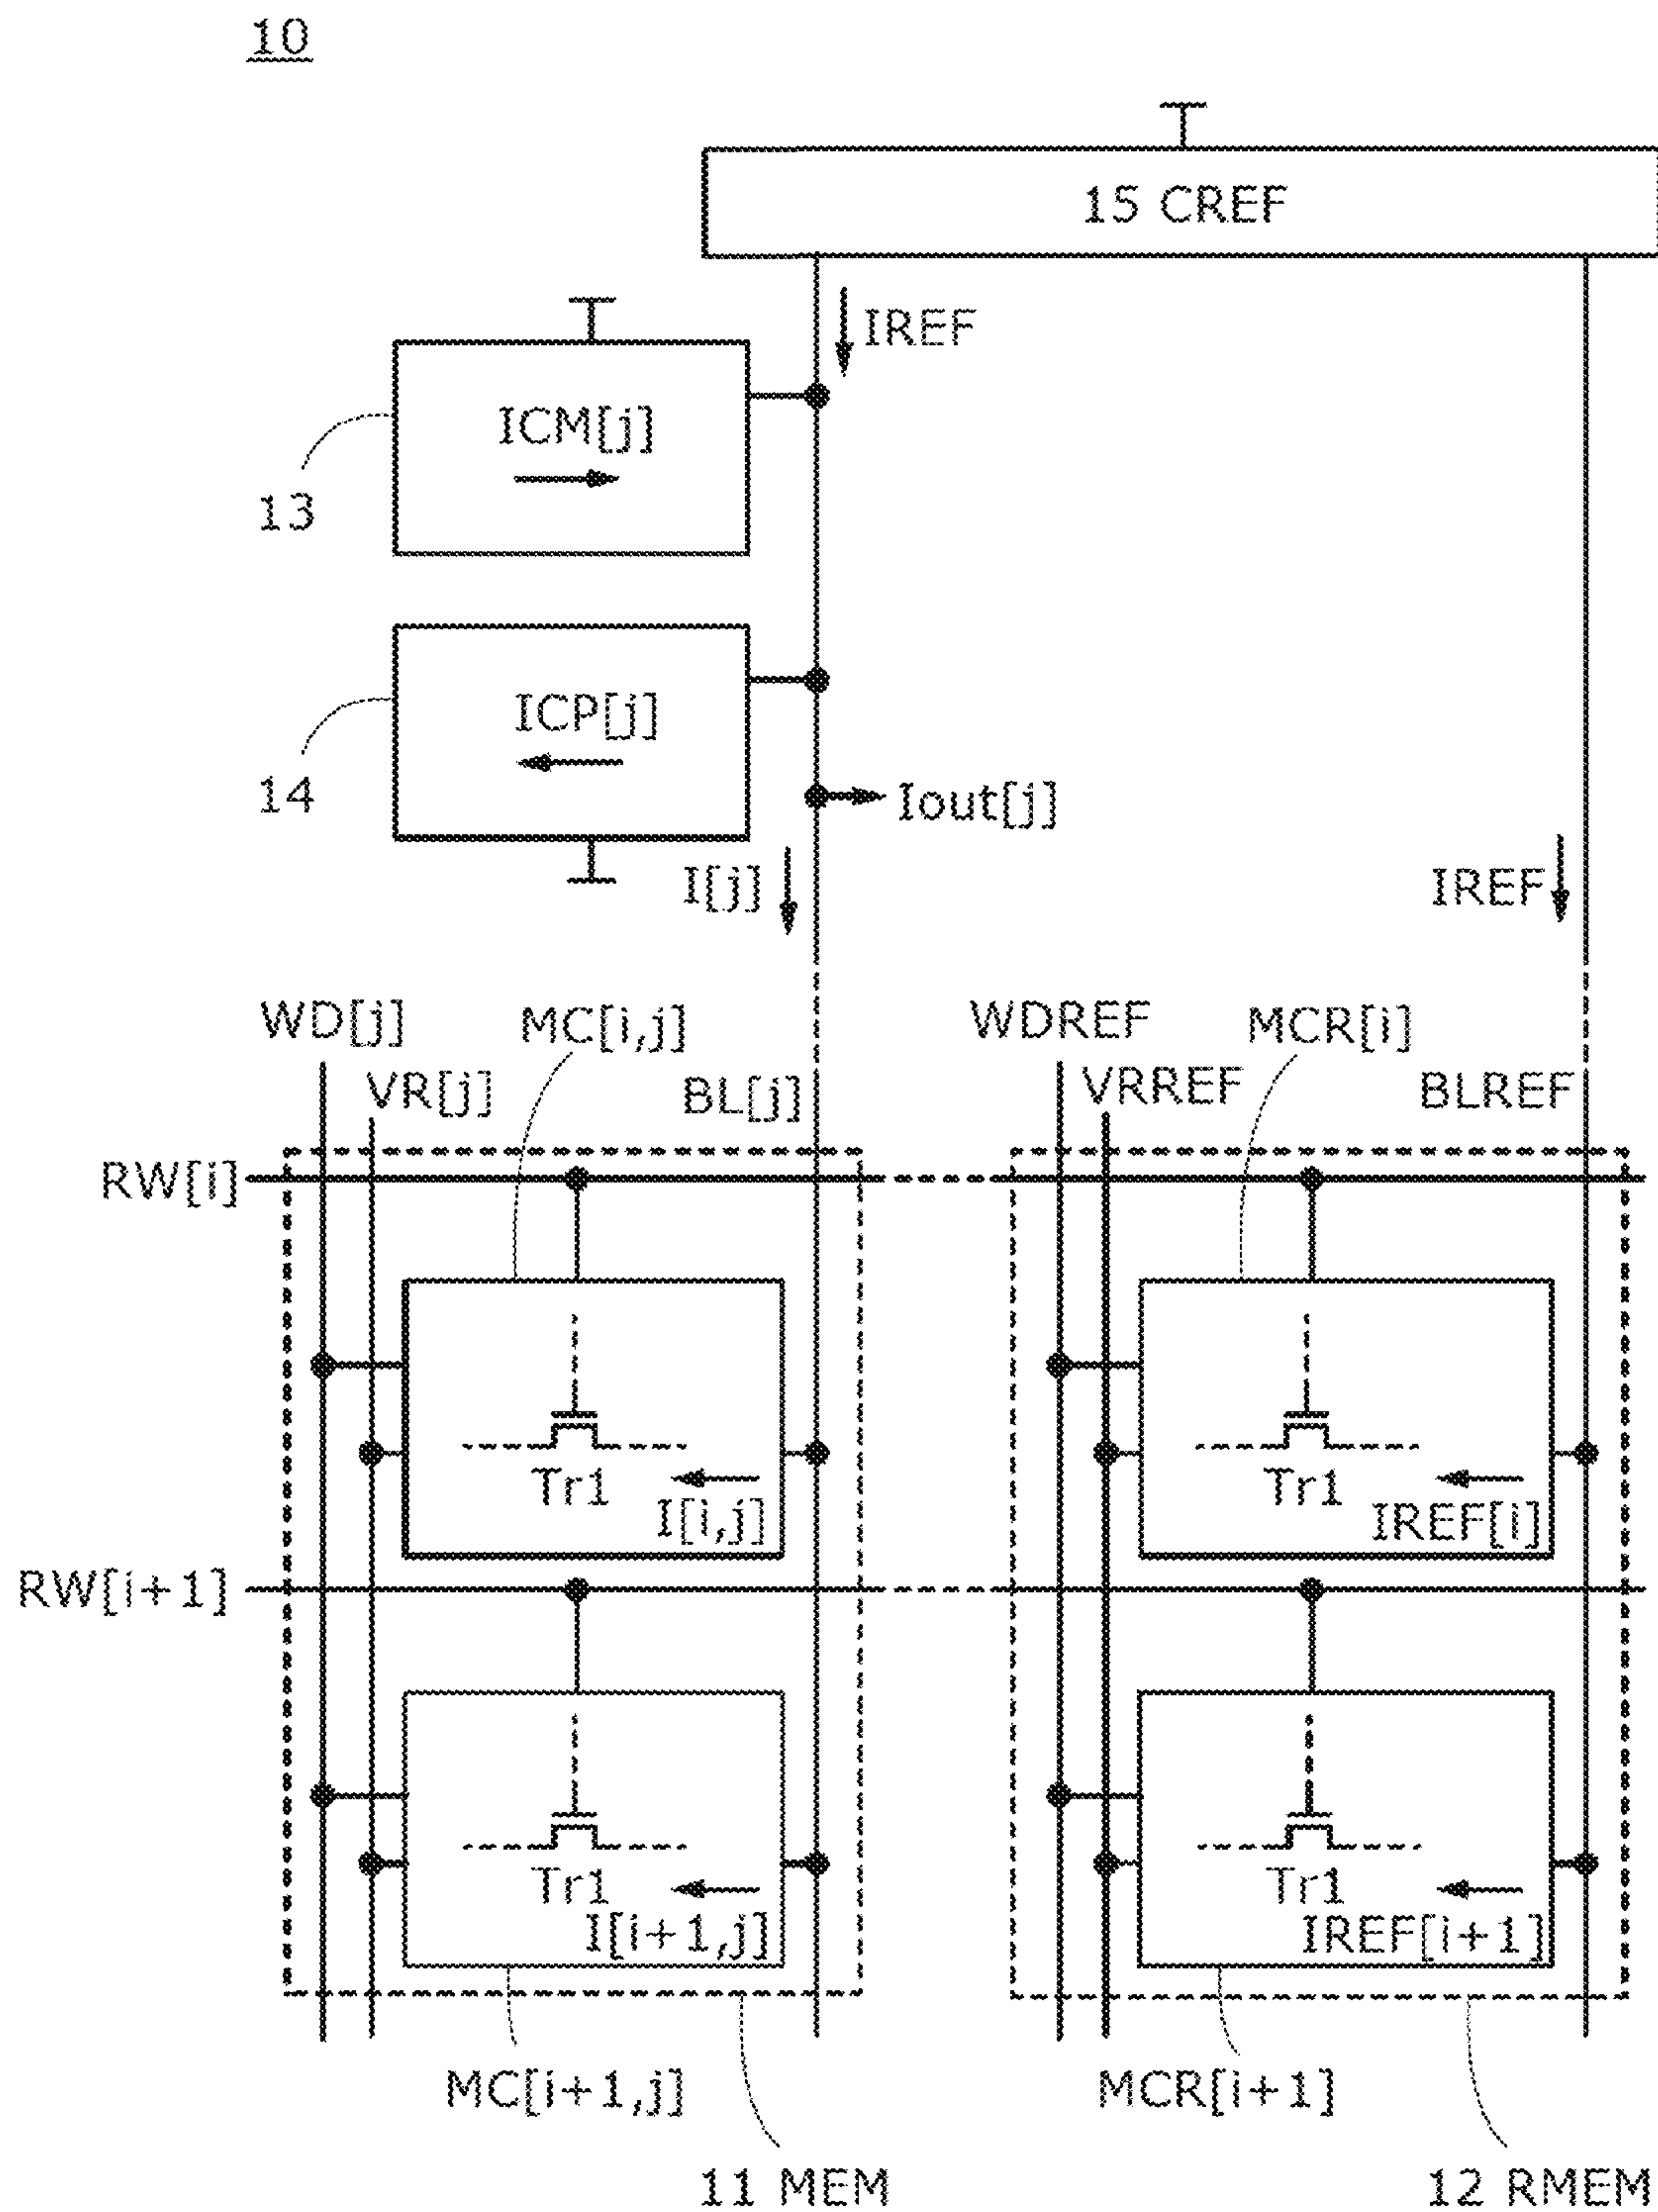 10
15 CREF
IREF
ICM[j]
13
ICP[j]
14
Iout[j]
I[j]
IREF
WD[j]
MC[i,j]
WDREF
MCR[i]
VR[j]
BL[j]
VRREF
BLREF
RW[i]
Tr1
I[i,j]
Tr1
IREF[i]
RW[i+1]
Tr1
I[i+1,j]
Tr1
IREF[i+1]
MC[i+1,j]
MCR[i+1]
11 MEM
12 RMEM